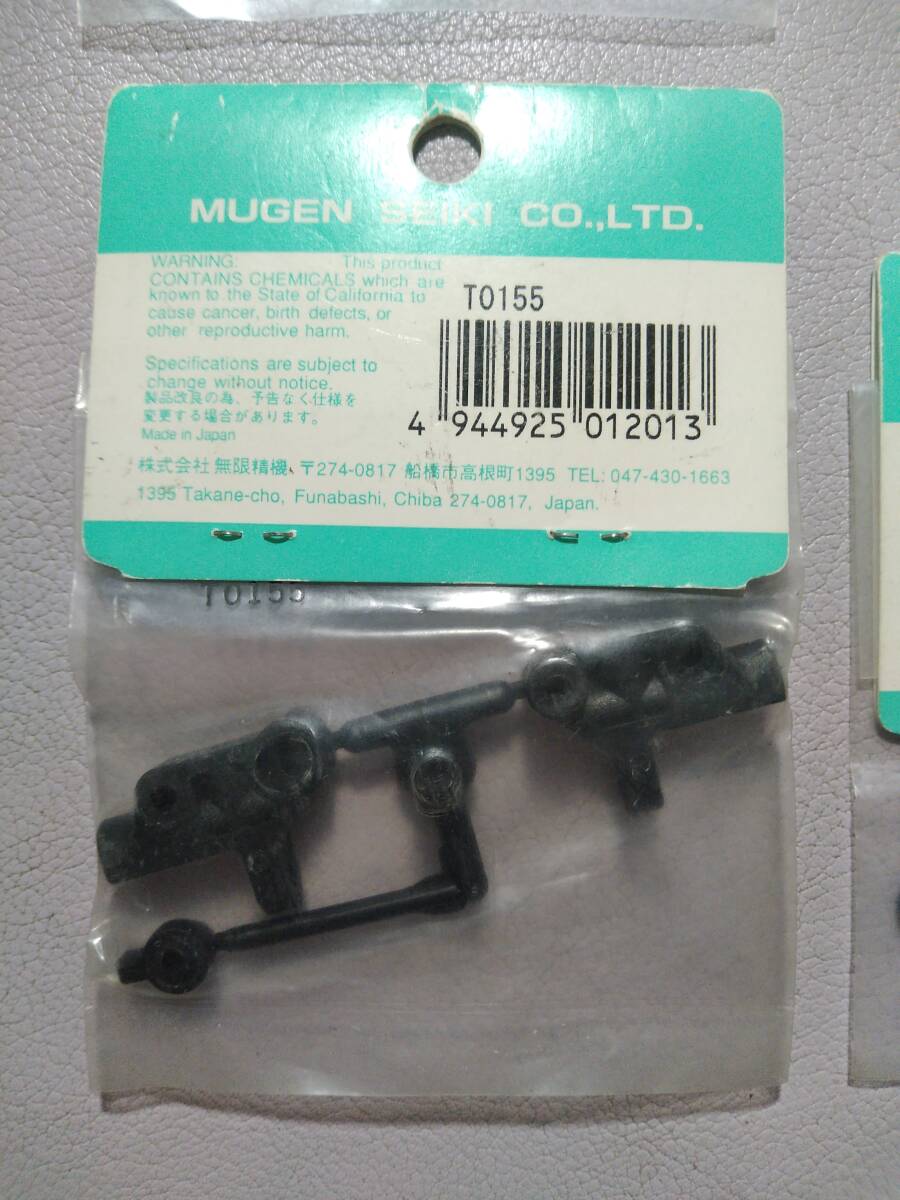 MUGEN SEIKI CO.,LTD.
WARNING: This product
CONTAINS CHEMICALS which are
known to the State of California to
cause cancer, birth defects, or
other reproductive harm.
Specifications are subject to
change without notice.
製品改良の為、予告なく仕様を
変更する場合があります。
Made in Japan
T0155
4 944925 012013
株式会社 無限精機 〒274-0817 船橋市高根町1395 TEL: 047-430-1663
1395 Takane-cho, Funabashi, Chiba 274-0817, Japan.
T0155